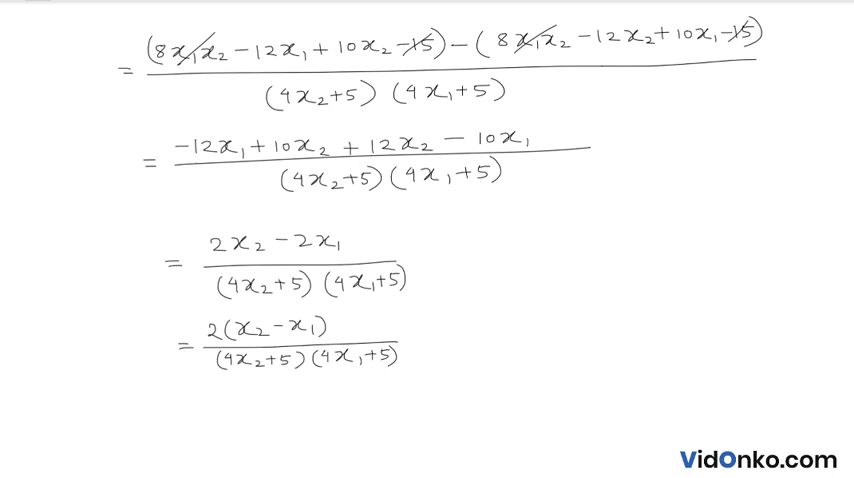 = ((8x₁x₂ - 12x₁ + 10x₂ - 15) - (8x₁x₂ - 12x₂ + 10x₁ - 15)) / ((4x₂+5) (4x₁+5))
= (-12x₁ + 10x₂ + 12x₂ - 10x₁) / ((4x₂+5) (4x₁+5))
= (2x₂ - 2x₁) / ((4x₂+5) (4x₁+5))
= 2(x₂ - x₁) / ((4x₂+5) (4x₁+5))
VidOnko.com